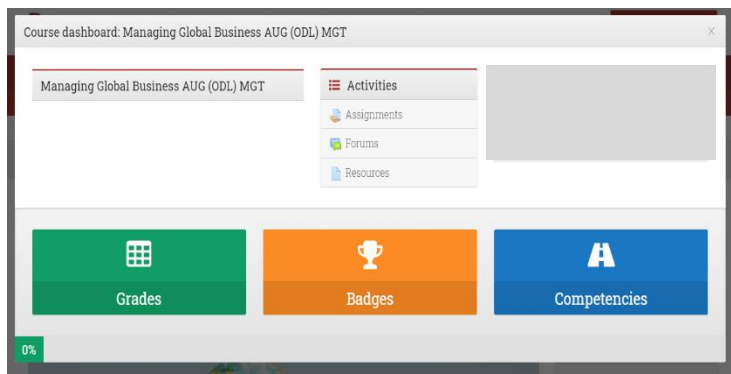 Course dashboard: Managing Global Business AUG (ODL) MGT
x
Managing Global Business AUG (ODL) MGT
Activities
Assignments
Forums
Resources
Grades
Badges
Competencies
0%